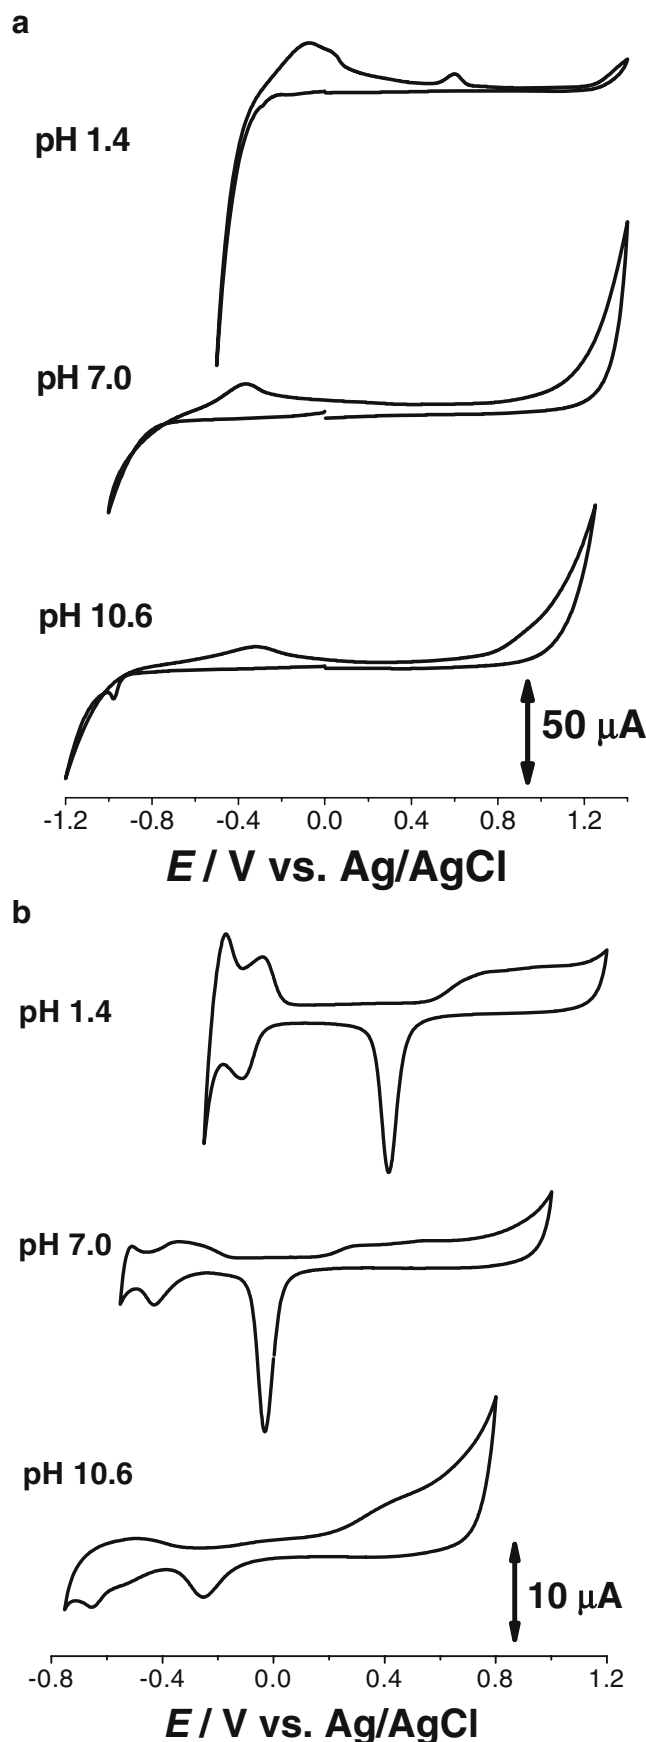 a
pH 1.4
pH 7.0
pH 10.6
50 μA
-1.2 -0.8 -0.4 0.0 0.4 0.8 1.2
E / V vs. Ag/AgCl
b
pH 1.4
pH 7.0
pH 10.6
10 μA
-0.8 -0.4 0.0 0.4 0.8 1.2
E / V vs. Ag/AgCl